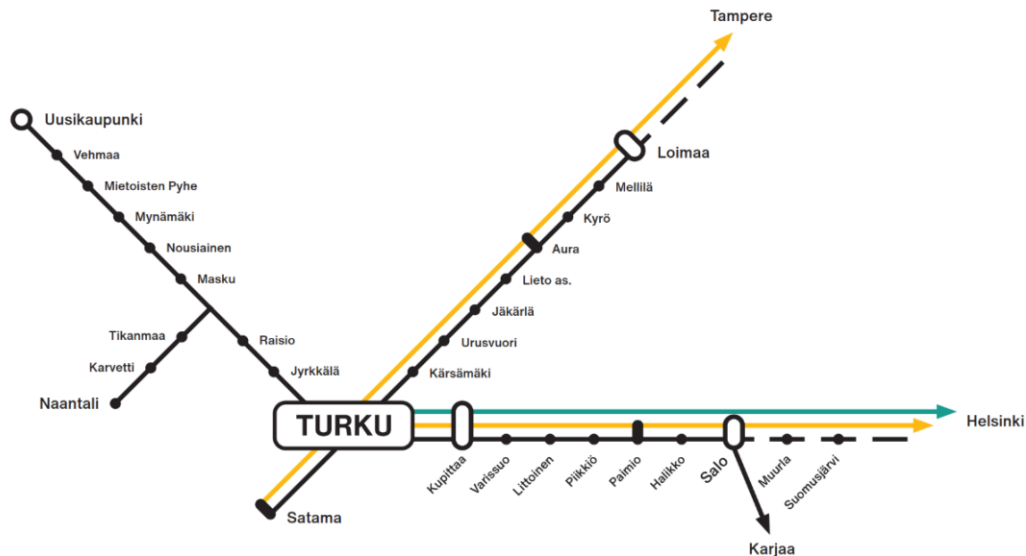 Tampere
Uusikaupunki
Vehmaa
Mietoisten Pyhe
Mynämäki
Nousiainen
Masku
Raisio
Jyrkkälä
Tikanmaa
Karvetti
Naantali
Loimaa
Mellilä
Kyrö
Aura
Lieto as.
Jäkärlä
Urusvuori
Kärsämäki
TURKU
Satama
Kupittaa
Varissuo
Littoinen
Piikkiö
Paimio
Halikko
Salo
Muurla
Suomusjärvi
Helsinki
Karjaa